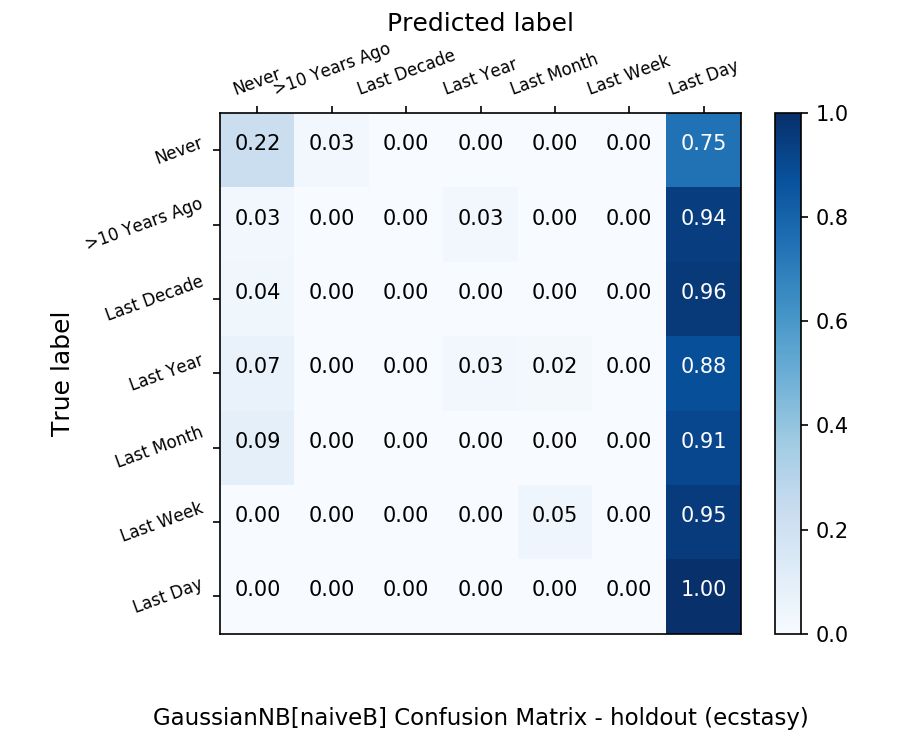 Predicted label
Never >10 Years Ago Last Decade Last Year Last Month Last Week Last Day
Never 0.22 0.03 0.00 0.00 0.00 0.00 0.75
>10 Years Ago 0.03 0.00 0.00 0.03 0.00 0.00 0.94
Last Decade 0.04 0.00 0.00 0.00 0.00 0.00 0.96
Last Year 0.07 0.00 0.00 0.03 0.02 0.00 0.88
Last Month 0.09 0.00 0.00 0.00 0.00 0.00 0.91
Last Week 0.00 0.00 0.00 0.00 0.05 0.00 0.95
Last Day 0.00 0.00 0.00 0.00 0.00 0.00 1.00
True label
1.0
0.8
0.6
0.4
0.2
0.0
GaussianNB[naiveB] Confusion Matrix - holdout (ecstasy)